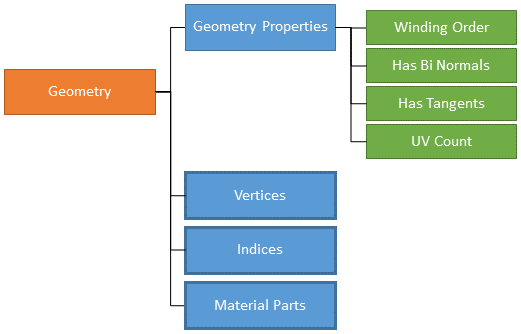 Geometry
Geometry Properties
Winding Order
Has Bi Normals
Has Tangents
UV Count
Vertices
Indices
Material Parts